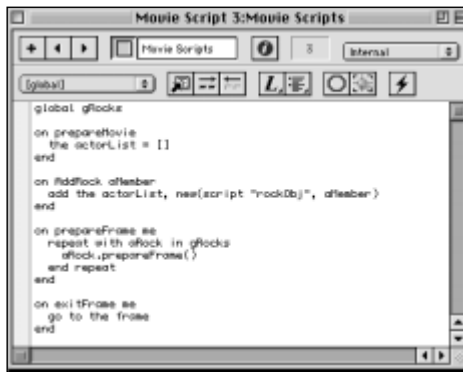 Movie Script 3:Movie Scripts
Movie Scripts
3
Internal
[global]
global gRocks
on prepareMovie
the actorList = []
end
on AddRock aMember
add the actorList, new(script "rockObj", aMember)
end
on prepareFrame me
repeat with aRock in gRocks
aRock.prepareFrame()
end repeat
end
on exitFrame me
go to the frame
end